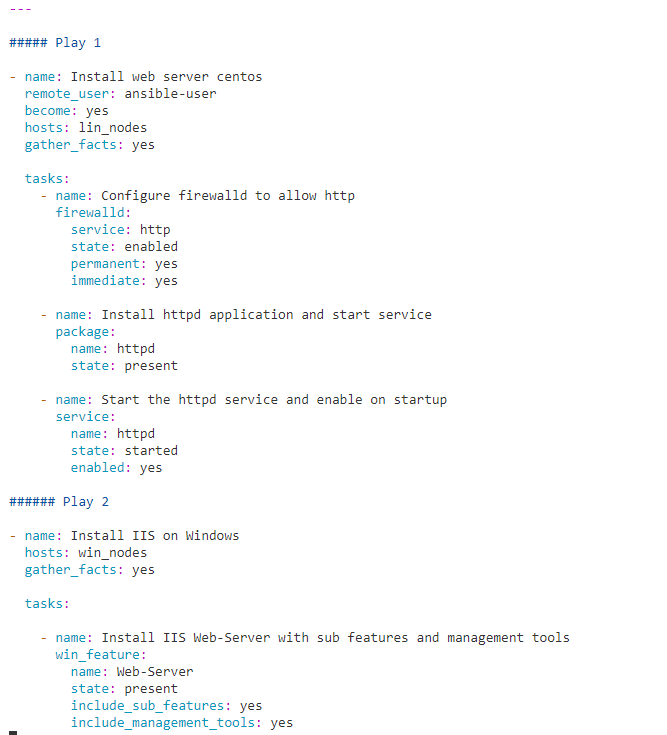 ---
##### Play 1
- name: Install web server centos
  remote_user: ansible-user
  become: yes
  hosts: lin_nodes
  gather_facts: yes
  tasks:
    - name: Configure firewalld to allow http
      firewalld:
        service: http
        state: enabled
        permanent: yes
        immediate: yes
    - name: Install httpd application and start service
      package:
        name: httpd
        state: present
    - name: Start the httpd service and enable on startup
      service:
        name: httpd
        state: started
        enabled: yes
###### Play 2
- name: Install IIS on Windows
  hosts: win_nodes
  gather_facts: yes
  tasks:
    - name: Install IIS Web-Server with sub features and management tools
      win_feature:
        name: Web-Server
        state: present
        include_sub_features: yes
        include_management_tools: yes